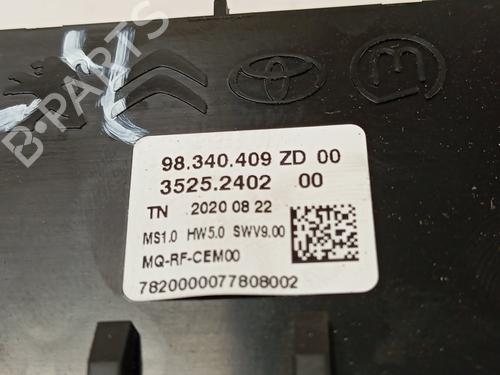 B-PARTS
98.340.409 ZD 00
3525.2402 00
TN 2020 08 22
MS1.0 HW5.0 SWV9.00
MQ-RF-CEM00
7820000077808002